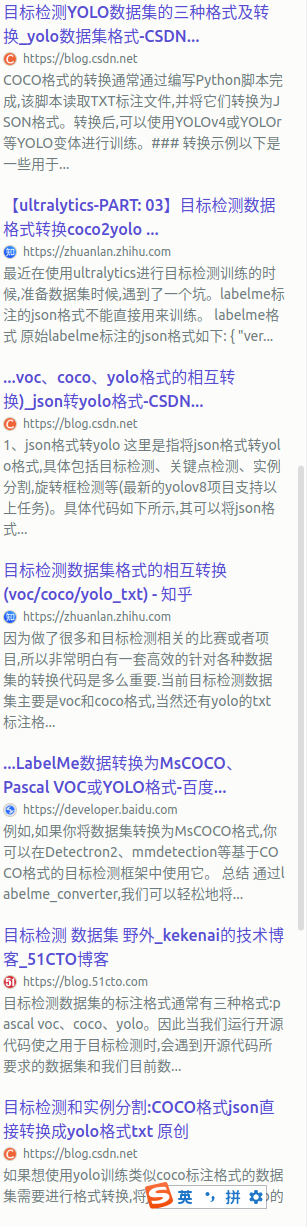 目标检测YOLO数据集的三种格式及转
换_yolo数据集格式-CSDN...
https://blog.csdn.net
COCO格式的转换通常通过编写Python脚本完
成,该脚本读取TXT标注文件,并将它们转换为J
SON格式。转换后,可以使用YOLOv4或YOLOr
等YOLO变体进行训练。### 转换示例以下是
一些用于...
【ultralytics-PART: 03】目标检测数据
格式转换coco2yolo ...
知 https://zhuanlan.zhihu.com
最近在使用ultralytics进行目标检测训练的时
候,准备数据集时候,遇到了一个坑。labelme标
注的json格式不能直接用来训练。 labelme格
式 原始labelme标注的json格式如下: { "ver...
...voc、coco、yolo格式的相互转
换)_json转yolo格式-CSDN...
https://blog.csdn.net
1、json格式转yolo 这里是指将json格式转yol
o格式,具体包括目标检测、关键点检测、实例
分割,旋转框检测等(最新的yolov8项目支持以
上任务)。具体代码如下所示,其可以将json格
式...
目标检测数据集格式的相互转换
(voc/coco/yolo_txt) - 知乎
知 https://zhuanlan.zhihu.com
因为做了很多和目标检测相关的比赛或者项
目,所以非常明白有一套高效的针对各种数据
集的转换代码是多么重要.当前目标检测数据
集主要是voc和coco格式,当然还有yolo的txt
标注格...
...LabelMe数据转换为MsCOCO、
Pascal VOC或YOLO格式-百度...
https://developer.baidu.com
例如,如果你将数据集转换为MsCOCO格式,你
可以在Detectron2、mmdetection等基于CO
CO格式的目标检测框架中使用它。 总结 通过l
abelme_converter,我们可以轻松地将...
目标检测 数据集 野外_kekenai的技术博
客_51CTO博客
51 https://blog.51cto.com
目标检测数据集的标注格式通常有三种格式:p
ascal voc、coco、yolo。因此当我们运行开源
代码使之用于目标检测时,会遇到开源代码所
要求的数据集和我们目前数...
目标检测和实例分割:COCO格式json直
接转换成yolo格式txt 原创
https://blog.csdn.net
如果想使用yolo训练类似coco标注格式的数据
集需要进行格式转换,将
的
S 英 拼